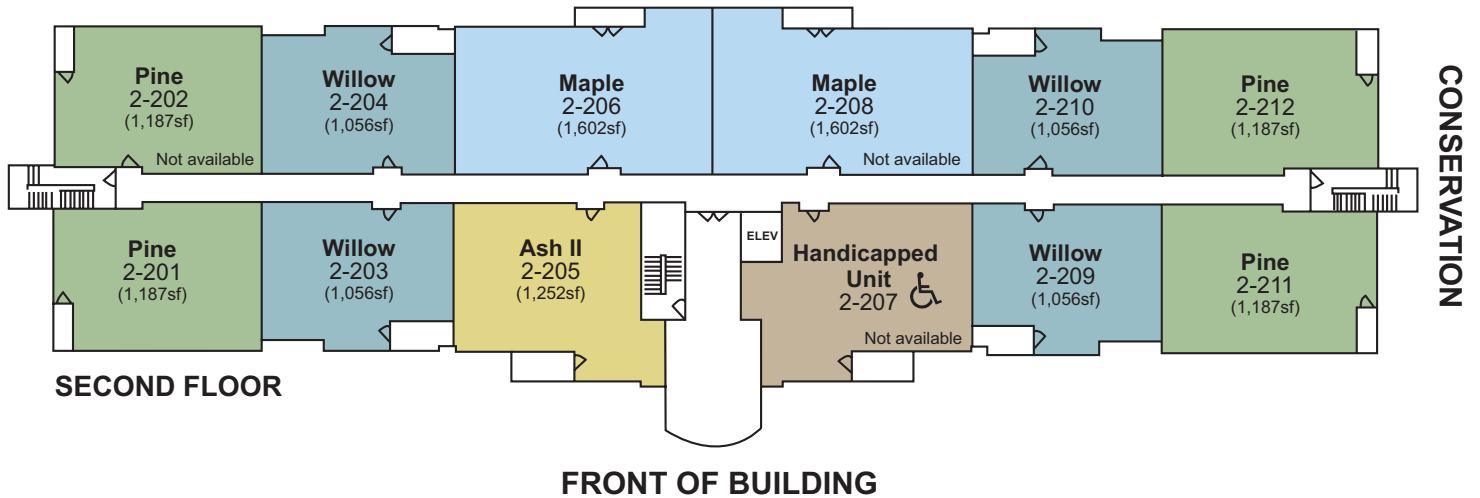 Pine
2-202
(1,187sf)
Not available
Willow
2-204
(1,056sf)
Maple
2-206
(1,602sf)
Maple
2-208
(1,602sf)
Not available
Willow
2-210
(1,056sf)
Pine
2-212
(1,187sf)
CONSERVATION
Pine
2-201
(1,187sf)
Willow
2-203
(1,056sf)
Ash II
2-205
(1,252sf)
ELEV
Handicapped
Unit
2-207
Not available
Willow
2-209
(1,056sf)
Pine
2-211
(1,187sf)
SECOND FLOOR
FRONT OF BUILDING